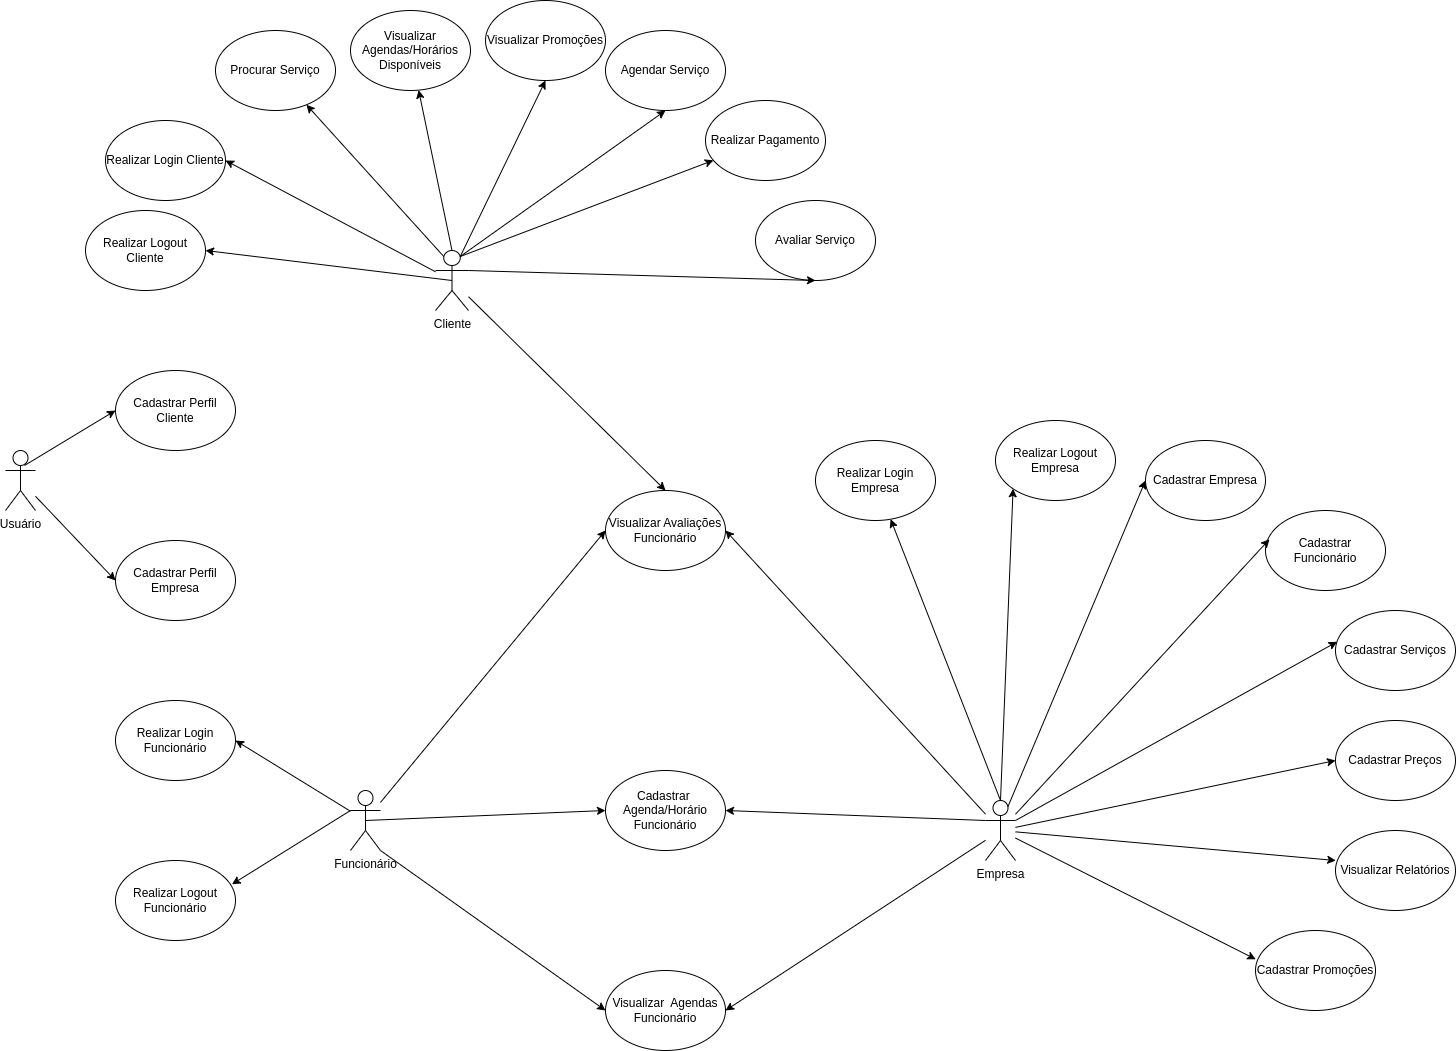 Visualizar
Agendas/Horários
Disponíveis
Visualizar Promoções
Procurar Serviço
Agendar Serviço
Realizar Pagamento
Realizar Login Cliente
Realizar Logout
Cliente
Avaliar Serviço
Cliente
Cadastrar Perfil
Cliente
Usuário
Cadastrar Perfil
Empresa
Visualizar Avaliações
Funcionário
Realizar Login
Empresa
Realizar Logout
Empresa
Cadastrar Empresa
Cadastrar
Funcionário
Cadastrar Serviços
Realizar Login
Funcionário
Cadastrar Preços
Cadastrar
Agenda/Horário
Funcionário
Funcionário
Empresa
Visualizar Relatórios
Realizar Logout
Funcionário
Cadastrar Promoções
Visualizar  Agendas
Funcionário